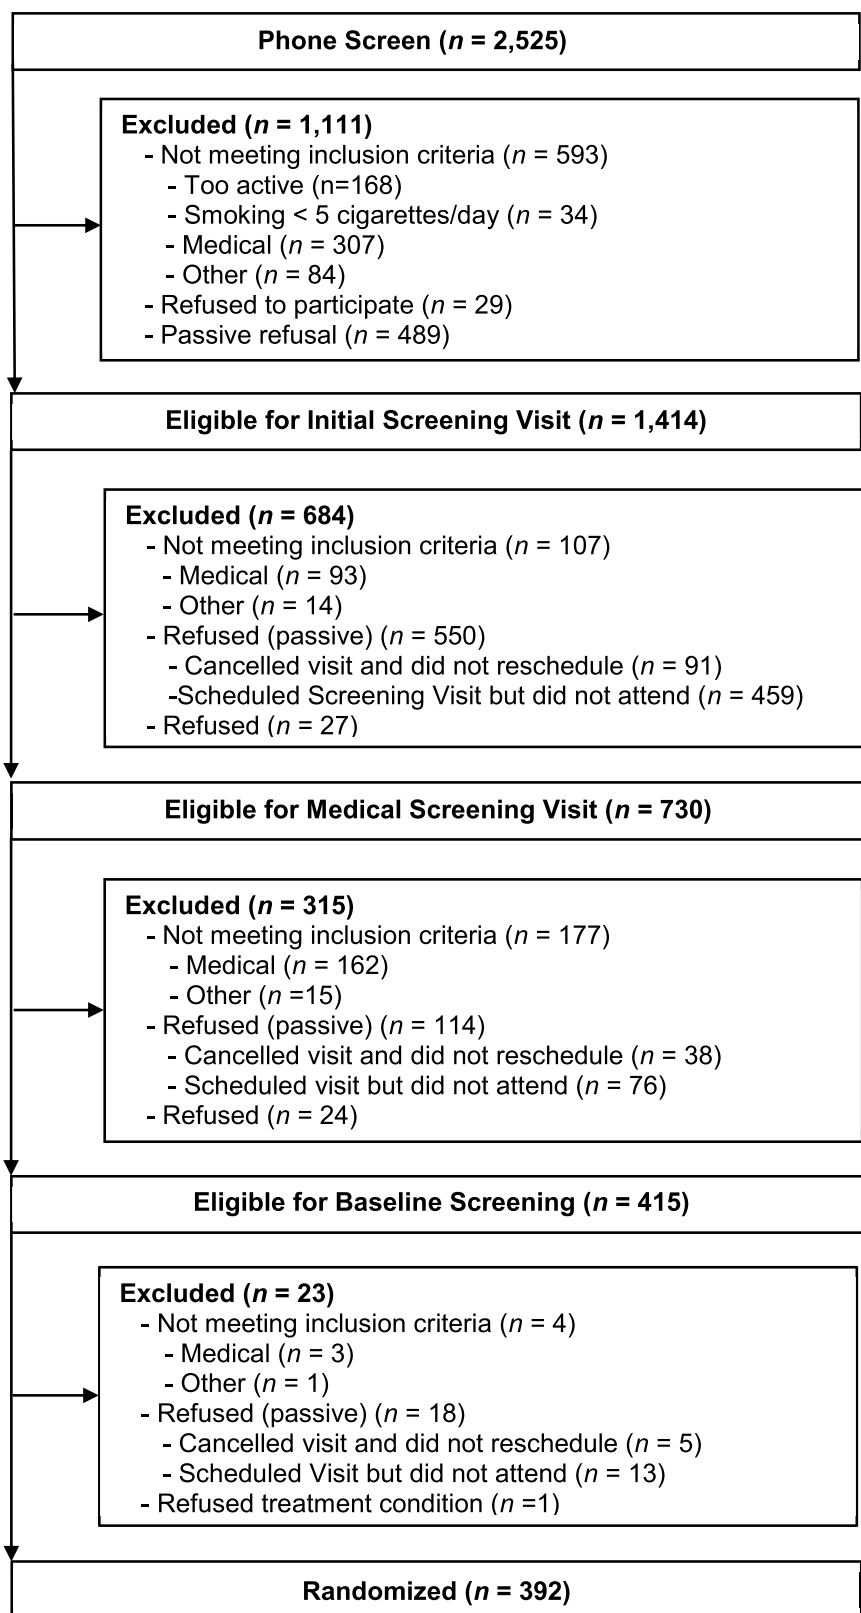 Phone Screen (n = 2,525)
Excluded (n = 1,111)
- Not meeting inclusion criteria (n = 593)
- Too active (n=168)
- Smoking < 5 cigarettes/day (n = 34)
- Medical (n = 307)
- Other (n = 84)
- Refused to participate (n = 29)
- Passive refusal (n = 489)
Eligible for Initial Screening Visit (n = 1,414)
Excluded (n = 684)
- Not meeting inclusion criteria (n = 107)
- Medical (n = 93)
- Other (n = 14)
- Refused (passive) (n = 550)
- Cancelled visit and did not reschedule (n = 91)
-Scheduled Screening Visit but did not attend (n = 459)
- Refused (n = 27)
Eligible for Medical Screening Visit (n = 730)
Excluded (n = 315)
- Not meeting inclusion criteria (n = 177)
- Medical (n = 162)
- Other (n =15)
- Refused (passive) (n = 114)
- Cancelled visit and did not reschedule (n = 38)
- Scheduled visit but did not attend (n = 76)
- Refused (n = 24)
Eligible for Baseline Screening (n = 415)
Excluded (n = 23)
- Not meeting inclusion criteria (n = 4)
- Medical (n = 3)
- Other (n = 1)
- Refused (passive) (n = 18)
- Cancelled visit and did not reschedule (n = 5)
- Scheduled Visit but did not attend (n = 13)
- Refused treatment condition (n =1)
Randomized (n = 392)